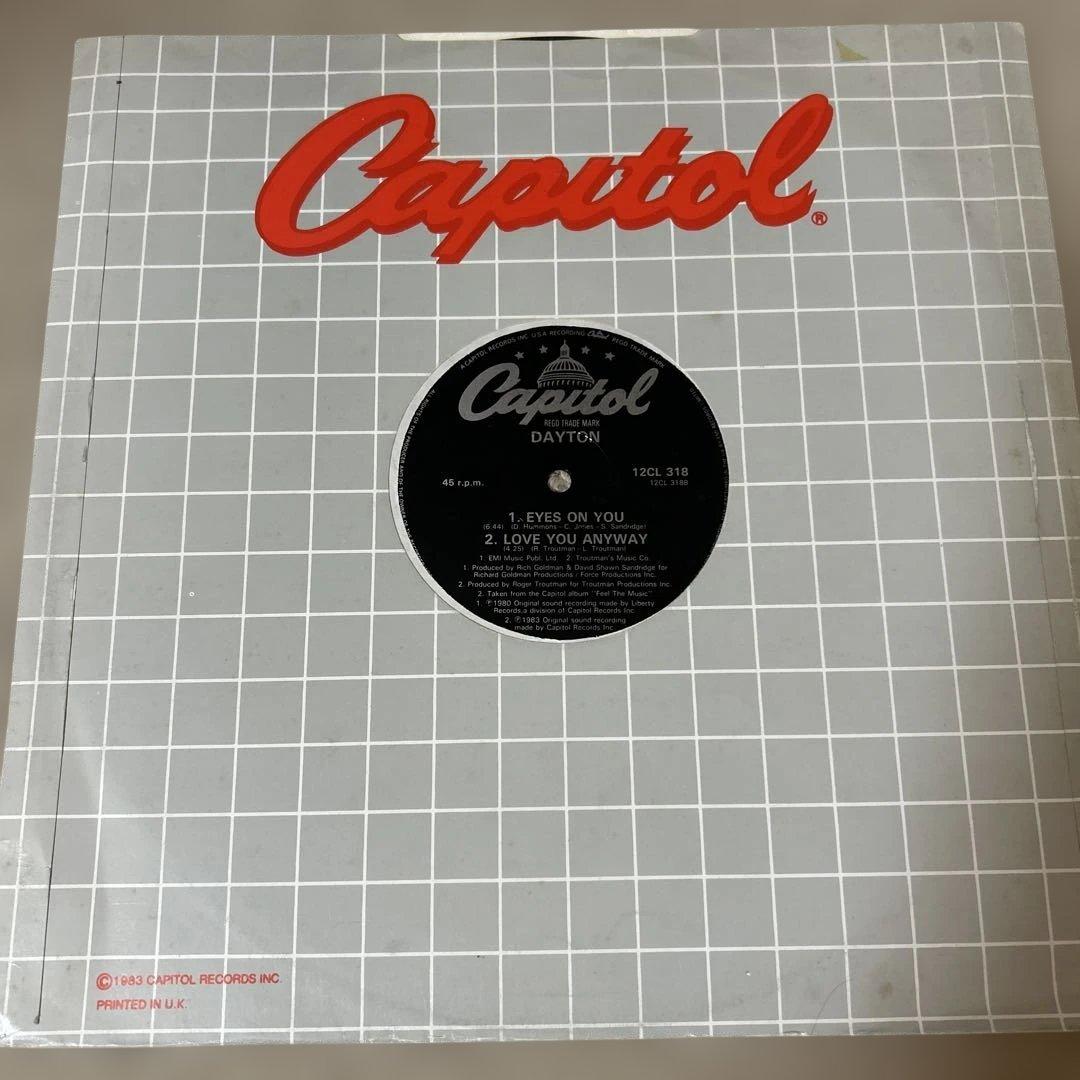 Capitol®
A CAPITOL RECORDS INC U.S.A. RECORDING Capitol REGD TRADE MARK
Capitol
REGD TRADE MARK
DAYTON
45 r.p.m.
12CL 318
12CL 318B
1. EYES ON YOU
(6.44) (D. Hummons - C. Jones - S. Sandridge)
2. LOVE YOU ANYWAY
(4.25) (R. Troutman - L. Troutman)
1. EMI Music Publ. Ltd. 2. Troutman's Music Co.
1. Produced by Rich Goldman & David Shawn Sandridge for
Richard Goldman Productions / Force Productions Inc.
2. Produced by Roger Troutman for Troutman Productions Inc.
2. Taken from the Capitol album "Feel The Music"
1. ℗1980 Original sound recording made by Liberty
Records,a division of Capitol Records Inc.
2. ℗1983 Original sound recording
made by Capitol Records Inc.
©1983 CAPITOL RECORDS INC.
PRINTED IN U.K.